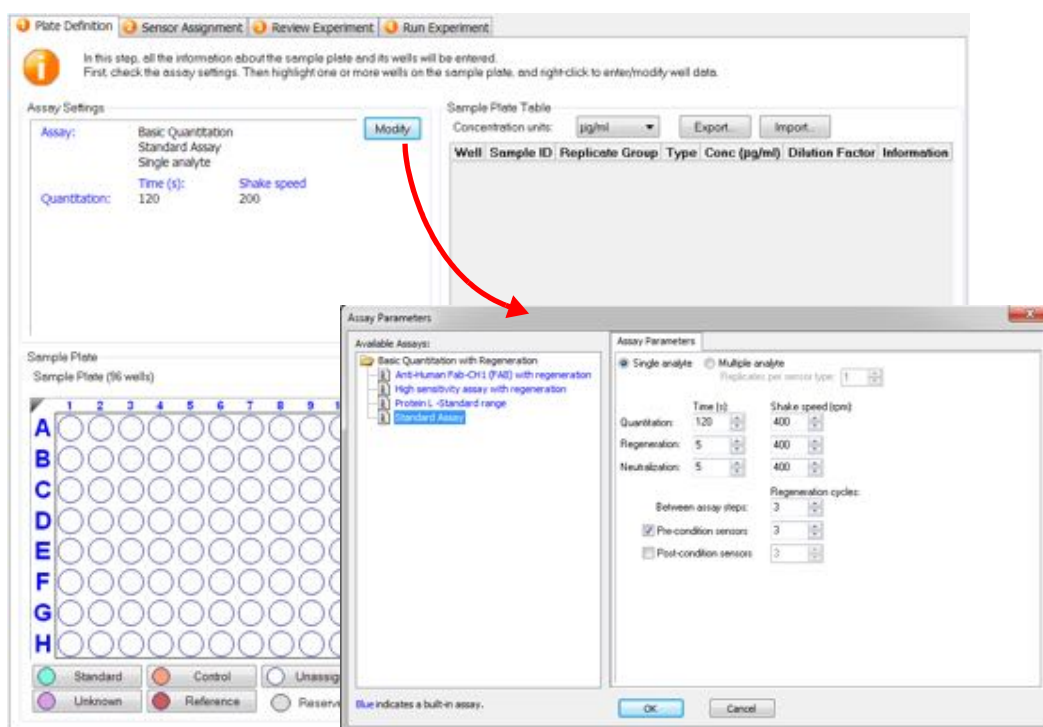 Plate Definition Sensor Assignment Review Experiment Run Experiment
In this step, all the information about the sample plate and its wells will be entered.
First, check the assay settings. Then highlight one or more wells on the sample plate, and right-click to enter/modify well data.
Assay Settings
Assay: Basic Quantitation
Standard Assay
Single analyte
Time (s): Shake speed
Quantitation: 120 200
Modify
Sample Plate Table
Concentration units: µg/ml Export... Import...
Well Sample ID Replicate Group Type Conc (µg/ml) Dilution Factor Information
Sample Plate
Sample Plate (96 wells)
1 2 3 4 5 6 7 8 9 1
A
B
C
D
E
F
G
H
Standard Control Unassig
Unknown Reference Reserv
Assay Parameters
Available Assays:
Basic Quantitation with Regeneration
Anti-Human Fab-CH1 (FAB) with regeneration
High sensitivity assay with regeneration
Protein L -Standard range
Standard Assay
Blue indicates a built-in assay.
Assay Parameters
Single analyte Multiple analyte
Replicates per sensor type: 1
Time (s): Shake speed (rpm):
Quantitation: 120 400
Regeneration: 5 400
Neutralization: 5 400
Regeneration cycles:
Between assay steps: 3
Pre-condition sensors 3
Post-condition sensors 3
OK Cancel